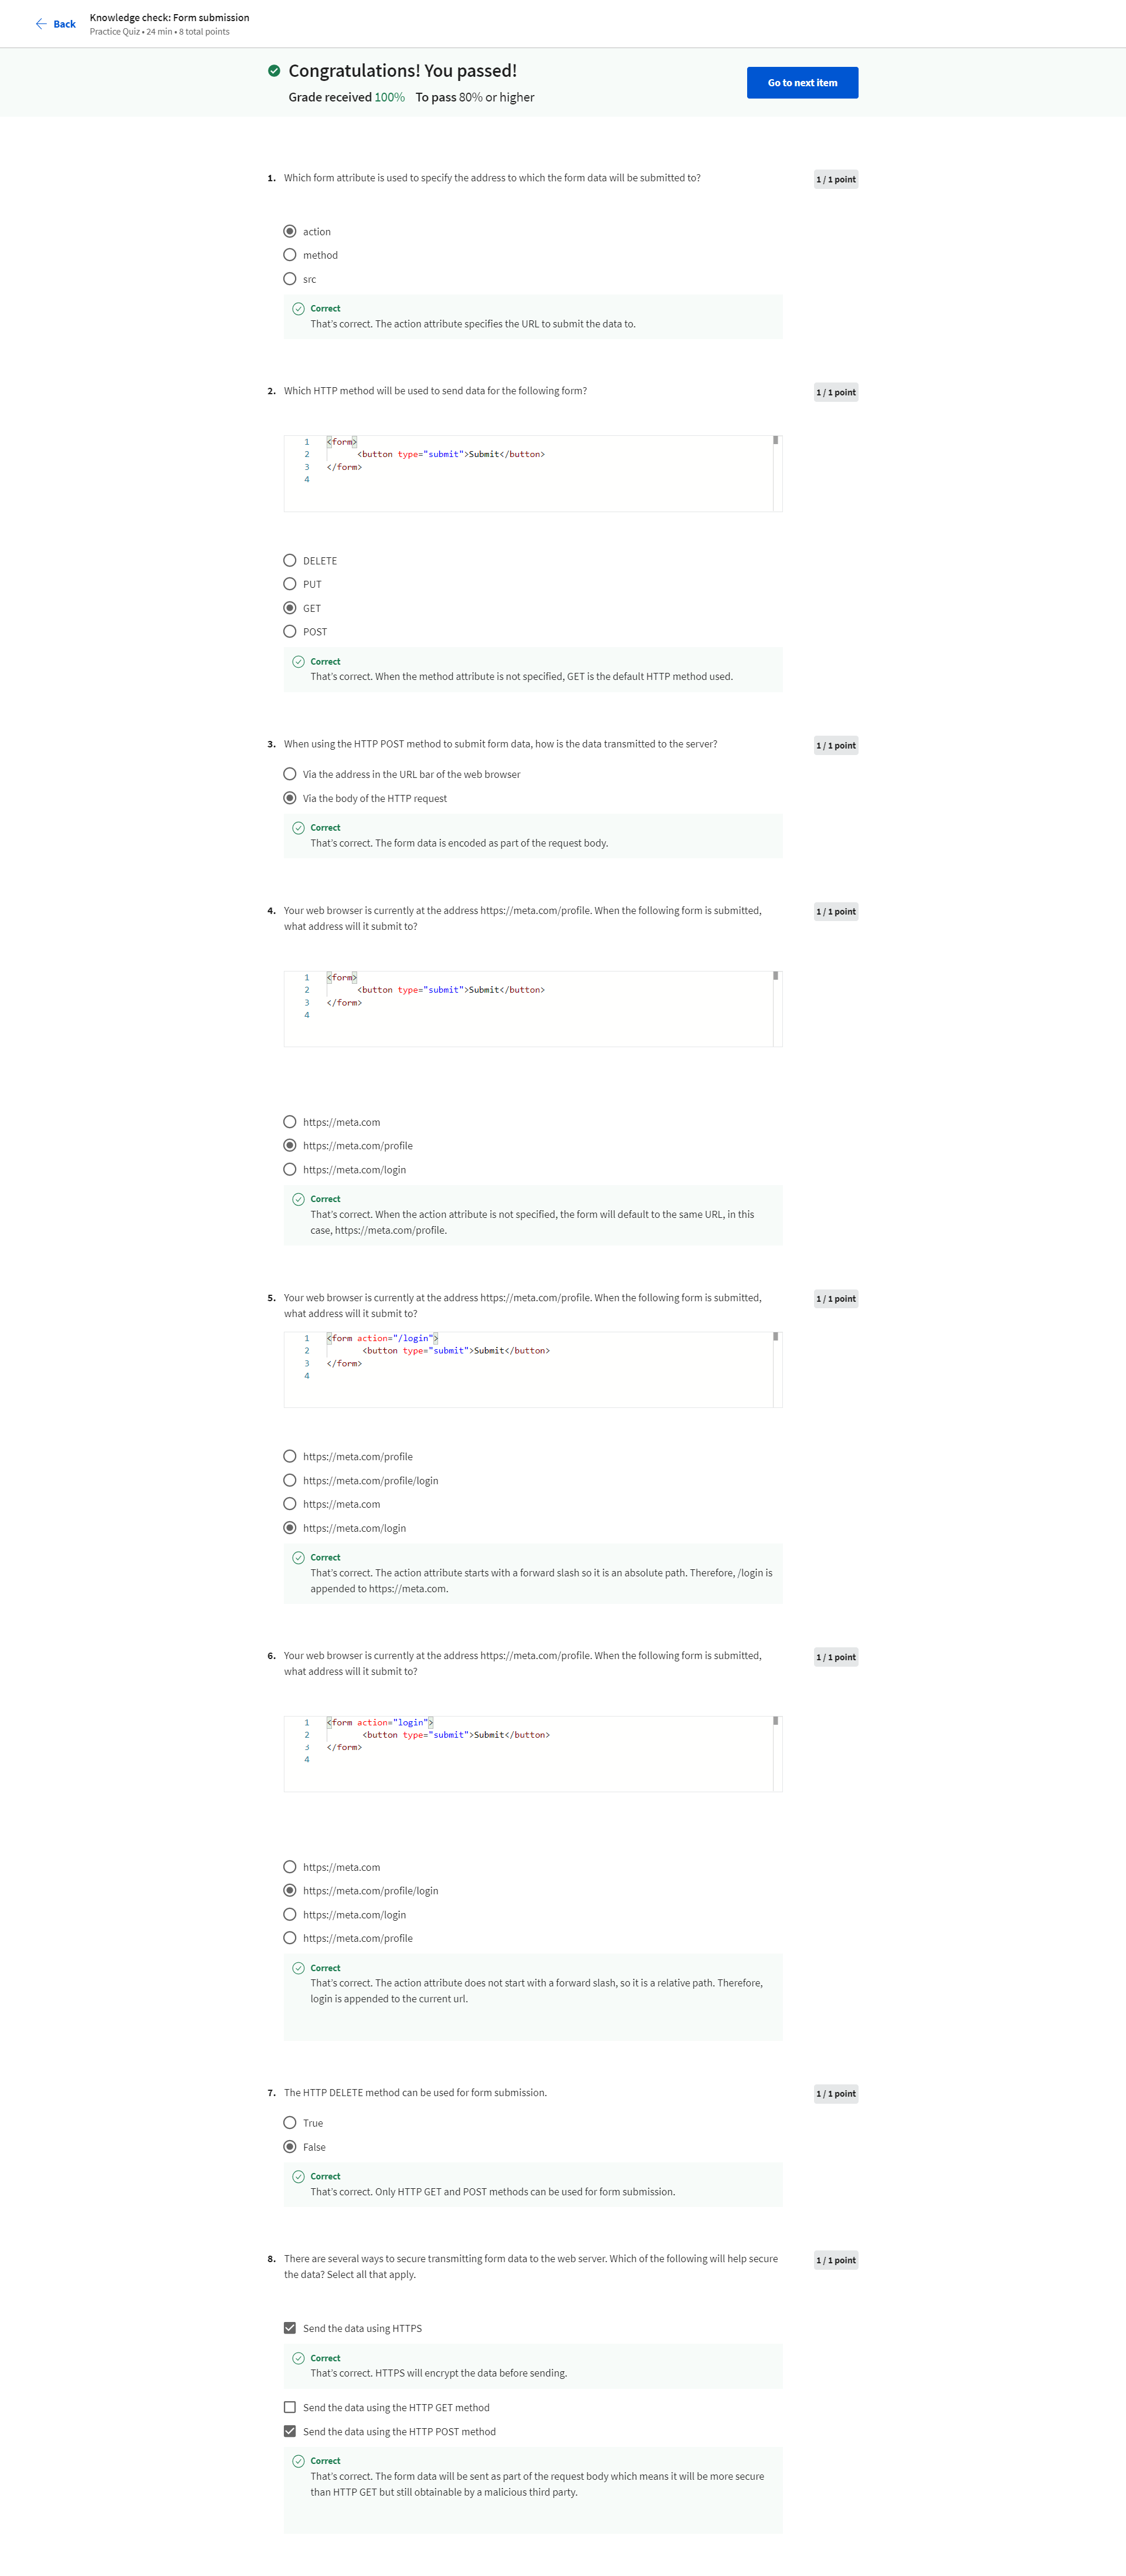 Back
Knowledge check: Form submission
Practice Quiz • 24 min • 8 total points
Congratulations! You passed!
Grade received 100% To pass 80% or higher
Go to next item
1. Which form attribute is used to specify the address to which the form data will be submitted to?
1 / 1 point
action
method
src
Correct
That's correct. The action attribute specifies the URL to submit the data to.
2. Which HTTP method will be used to send data for the following form?
1 / 1 point
1 <form>
2 <button type="submit">Submit</button>
3 </form>
4
DELETE
PUT
GET
POST
Correct
That's correct. When the method attribute is not specified, GET is the default HTTP method used.
3. When using the HTTP POST method to submit form data, how is the data transmitted to the server?
1 / 1 point
Via the address in the URL bar of the web browser
Via the body of the HTTP request
Correct
That's correct. The form data is encoded as part of the request body.
4. Your web browser is currently at the address https://meta.com/profile. When the following form is submitted,
what address will it submit to?
1 / 1 point
1 <form>
2 <button type="submit">Submit</button>
3 </form>
4
https://meta.com
https://meta.com/profile
https://meta.com/login
Correct
That's correct. When the action attribute is not specified, the form will default to the same URL, in this
case, https://meta.com/profile.
5. Your web browser is currently at the address https://meta.com/profile. When the following form is submitted,
what address will it submit to?
1 / 1 point
1 <form action="/login">
2 <button type="submit">Submit</button>
3 </form>
4
https://meta.com/profile
https://meta.com/profile/login
https://meta.com
https://meta.com/login
Correct
That's correct. The action attribute starts with a forward slash so it is an absolute path. Therefore, /login is
appended to https://meta.com.
6. Your web browser is currently at the address https://meta.com/profile. When the following form is submitted,
what address will it submit to?
1 / 1 point
1 <form action="login">
2 <button type="submit">Submit</button>
3 </form>
4
https://meta.com
https://meta.com/profile/login
https://meta.com/login
https://meta.com/profile
Correct
That's correct. The action attribute does not start with a forward slash, so it is a relative path. Therefore,
login is appended to the current url.
7. The HTTP DELETE method can be used for form submission.
1 / 1 point
True
False
Correct
That's correct. Only HTTP GET and POST methods can be used for form submission.
8. There are several ways to secure transmitting form data to the web server. Which of the following will help secure
the data? Select all that apply.
1 / 1 point
Send the data using HTTPS
Correct
That's correct. HTTPS will encrypt the data before sending.
Send the data using the HTTP GET method
Send the data using the HTTP POST method
Correct
That's correct. The form data will be sent as part of the request body which means it will be more secure
than HTTP GET but still obtainable by a malicious third party.